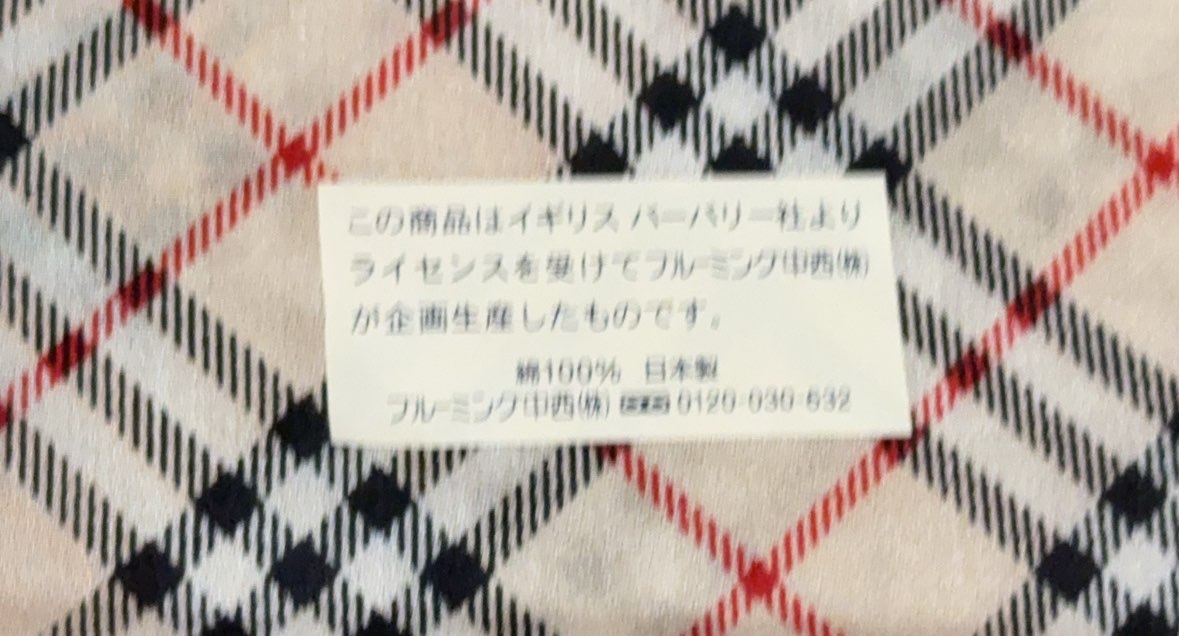 この商品はイギリス バーバリー社より
ライセンスを受けてブルーミング中西㈱
が企画生産したものです。
綿100% 日本製
ブルーミング中西㈱ 0120-030-632